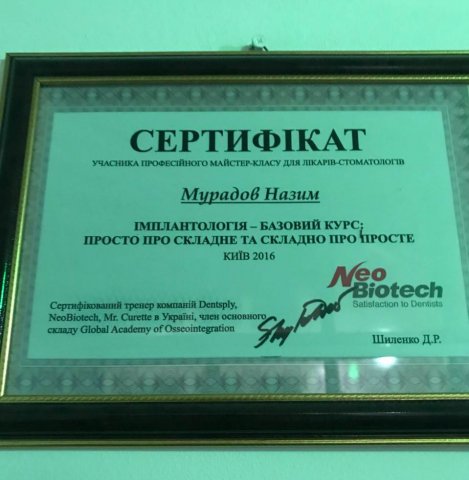 СЕРТИФІКАТ
УЧАСНИКА ПРОФЕСІЙНОГО МАЙСТЕР-КЛАСУ ДЛЯ ЛІКАРІВ-СТОМАТОЛОГІВ
Мурадов Назим
ІМПЛАНТОЛОГІЯ – БАЗОВИЙ КУРС;
ПРОСТО ПРО СКЛАДНЕ ТА СКЛАДНО ПРО ПРОСТЕ
КИЇВ 2016
Neo
Biotech
Satisfaction to Dentists
Сертифікований тренер компаній Dentsply,
NeoBiotech, Mr. Curette в Україні, член основного
складу Global Academy of Osseointegration
Шиленко Д.Р.